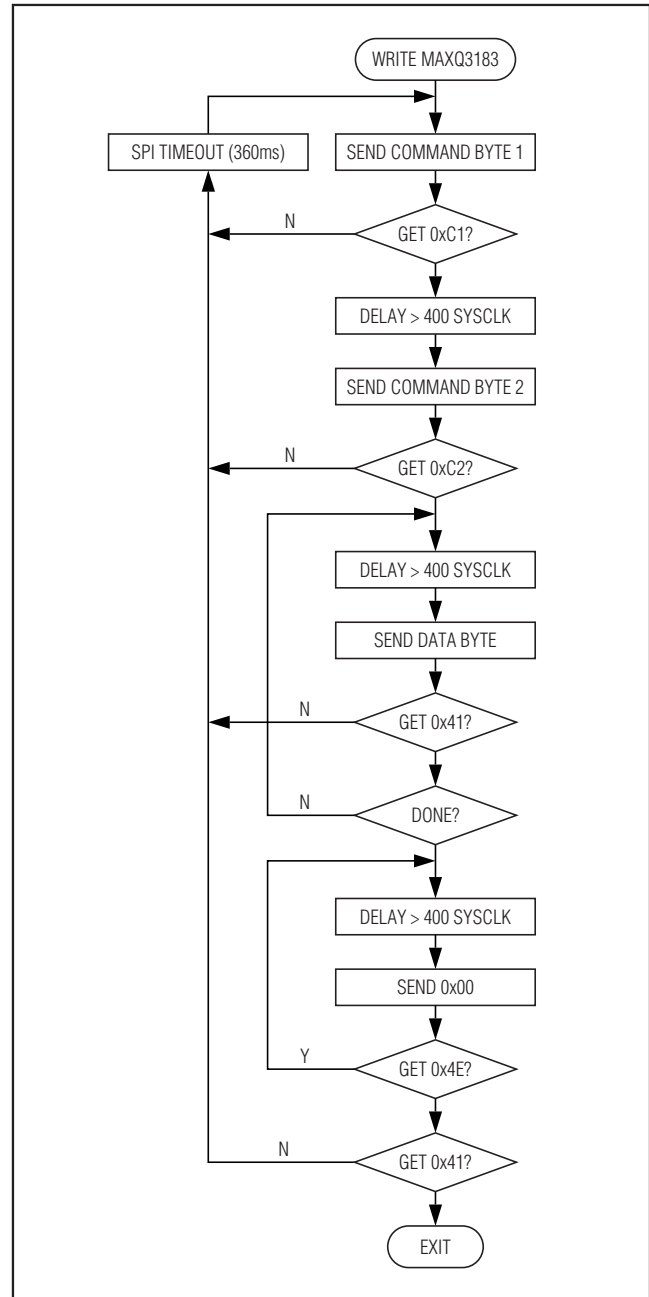 WRITE MAXQ3183
SPI TIMEOUT (360ms)
SEND COMMAND BYTE 1
N
GET 0xC1?
DELAY > 400 SYSCLK
SEND COMMAND BYTE 2
N
GET 0xC2?
DELAY > 400 SYSCLK
SEND DATA BYTE
N
GET 0x41?
N
DONE?
DELAY > 400 SYSCLK
SEND 0x00
Y
GET 0x4E?
N
GET 0x41?
EXIT